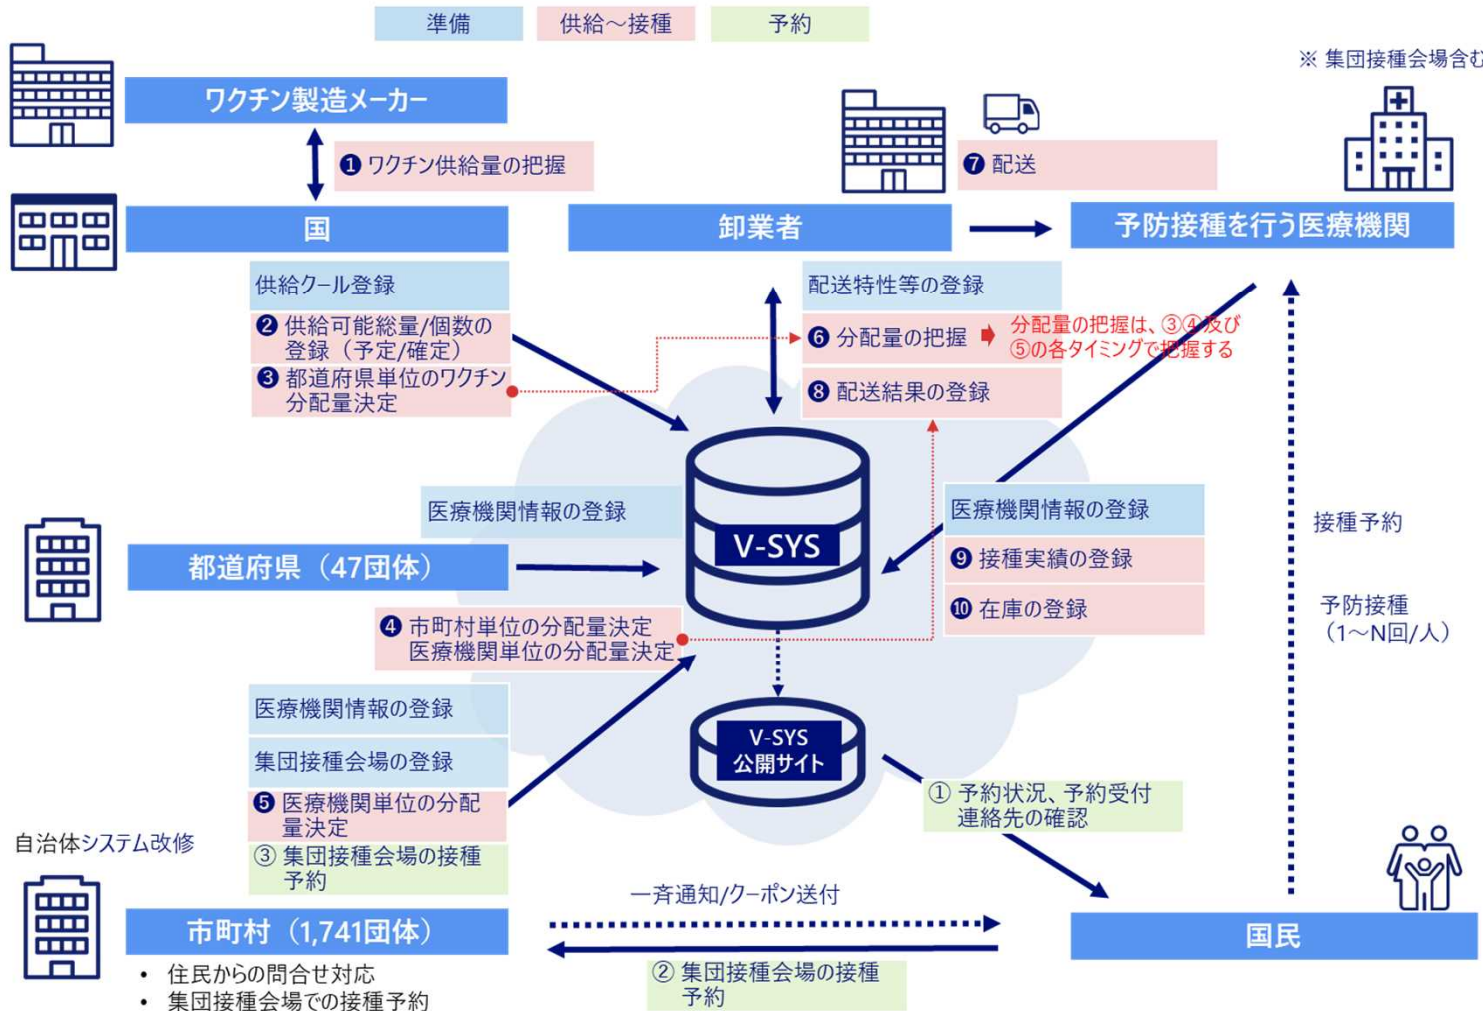 準備
供給～接種
予約
※ 集団接種会場含む
ワクチン製造メーカー
❶ ワクチン供給量の把握
❼ 配送
国
卸業者
予防接種を行う医療機関
供給クール登録
❷ 供給可能総量/個数の
登録（予定/確定）
❸ 都道府県単位のワクチン
分配量決定
配送特性等の登録
❻ 分配量の把握
分配量の把握は、③④及び
⑤の各タイミングで把握する
❽ 配送結果の登録
医療機関情報の登録
都道府県（47団体）
V-SYS
医療機関情報の登録
❾ 接種実績の登録
❿ 在庫の登録
接種予約
予防接種
（1～N回/人）
❹ 市町村単位の分配量決定
医療機関単位の分配量決定
医療機関情報の登録
集団接種会場の登録
❺ 医療機関単位の分配
量決定
③ 集団接種会場の接種
予約
V-SYS
公開サイト
① 予約状況、予約受付
連絡先の確認
自治体システム改修
市町村（1,741団体）
一斉通知/クーポン送付
国民
② 集団接種会場の接種
予約
• 住民からの問合せ対応
• 集団接種会場での接種予約